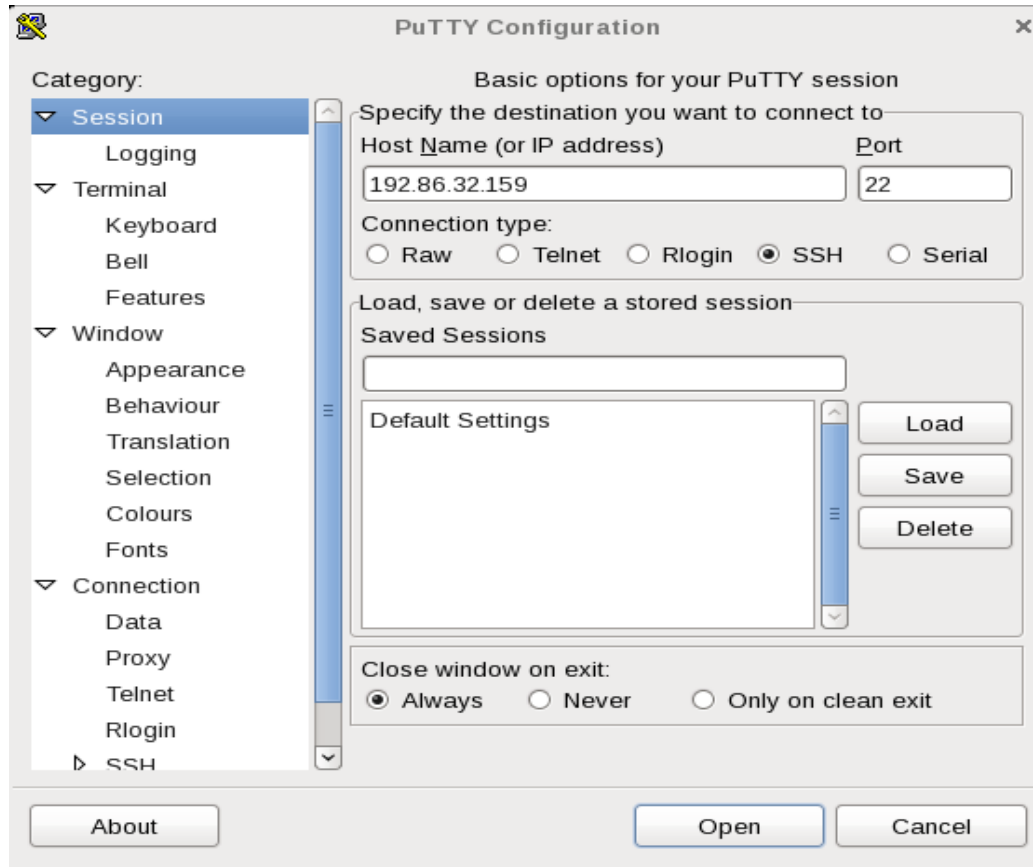 PuTTY Configuration
Category:
Session
Logging
Terminal
Keyboard
Bell
Features
Window
Appearance
Behaviour
Translation
Selection
Colours
Fonts
Connection
Data
Proxy
Telnet
Rlogin
SSH
Basic options for your PuTTY session
Specify the destination you want to connect to
Host Name (or IP address) Port
192.86.32.159 22
Connection type:
Raw Telnet Rlogin SSH Serial
Load, save or delete a stored session
Saved Sessions
Default Settings
Load
Save
Delete
Close window on exit:
Always Never Only on clean exit
About Open Cancel